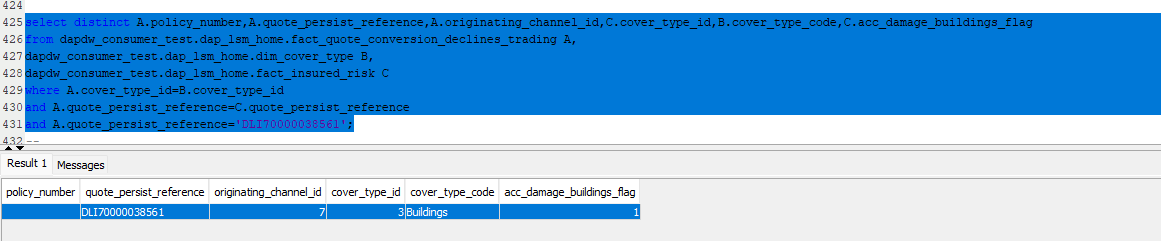 424
425 select distinct A.policy_number,A.quote_persist_reference,A.originating_channel_id,C.cover_type_id,B.cover_type_code,C.acc_damage_buildings_flag
426 from dapdw_consumer_test.dap_lsm_home.fact_quote_conversion_declines_trading A,
427 dapdw_consumer_test.dap_lsm_home.dim_cover_type B,
428 dapdw_consumer_test.dap_lsm_home.fact_insured_risk C
429 where A.cover_type_id=B.cover_type_id
430 and A.quote_persist_reference=C.quote_persist_reference
431 and A.quote_persist_reference='DLI70000038561';
432 --
Result 1 Messages
policy_number quote_persist_reference originating_channel_id cover_type_id cover_type_code acc_damage_buildings_flag
DLI70000038561 7 3 Buildings 1